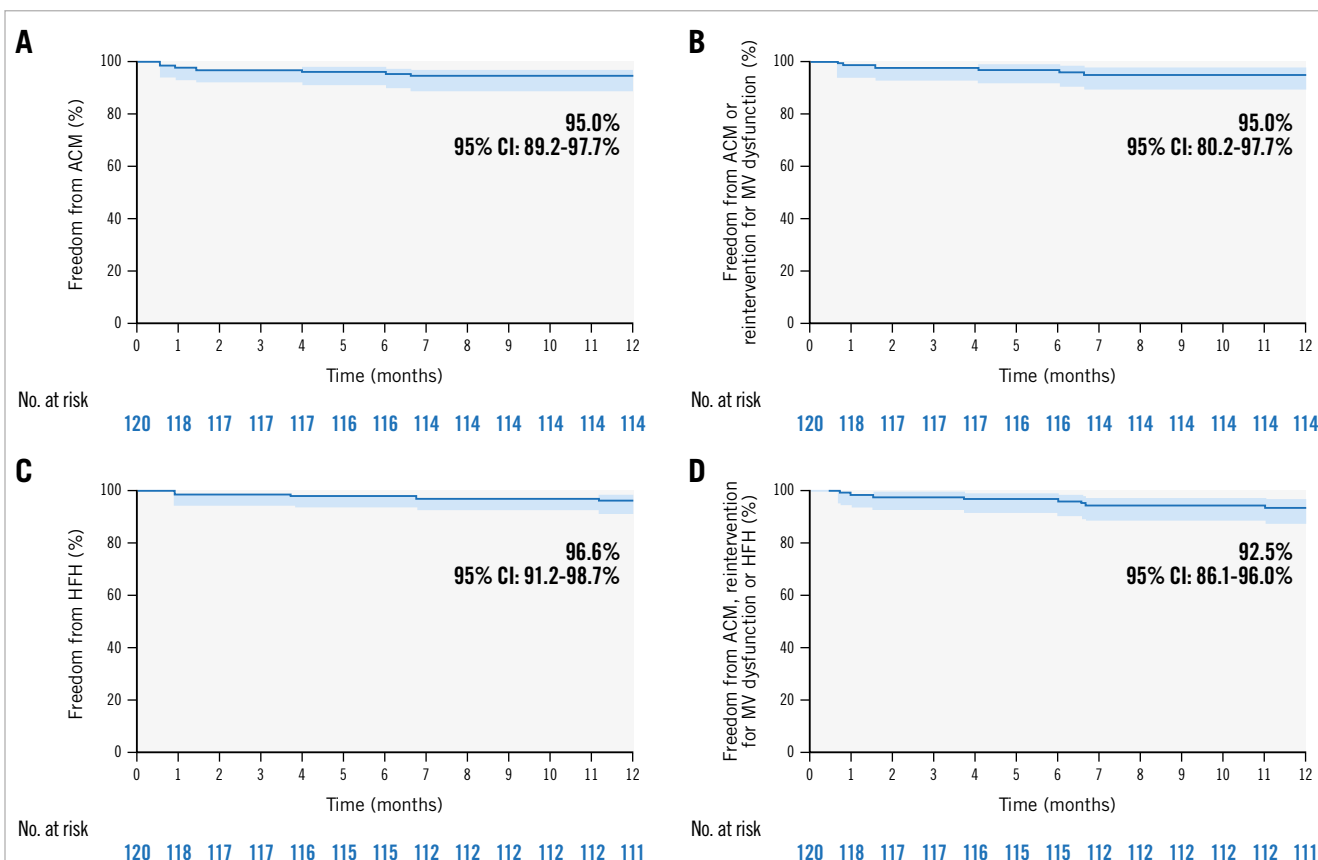 A
Freedom from ACM (%)
100
80
60
40
20
0
95.0%
95% CI: 89.2-97.7%
0 1 2 3 4 5 6 7 8 9 10 11 12
Time (months)
No. at risk
120 118 117 117 117 116 116 114 114 114 114 114 114
B
Freedom from ACM or
reintervention for MV dysfunction (%)
100
80
60
40
20
0
95.0%
95% CI: 80.2-97.7%
0 1 2 3 4 5 6 7 8 9 10 11 12
Time (months)
120 118 117 117 117 116 116 114 114 114 114 114 114
C
Freedom from HFH (%)
100
80
60
40
20
0
96.6%
95% CI: 91.2-98.7%
0 1 2 3 4 5 6 7 8 9 10 11 12
Time (months)
No. at risk
120 118 117 117 116 115 115 112 112 112 112 112 111
D
Freedom from ACM, reintervention
for MV dysfunction or HFH (%)
100
80
60
40
20
0
92.5%
95% CI: 86.1-96.0%
0 1 2 3 4 5 6 7 8 9 10 11 12
Time (months)
120 118 117 117 116 115 115 112 112 112 112 112 111